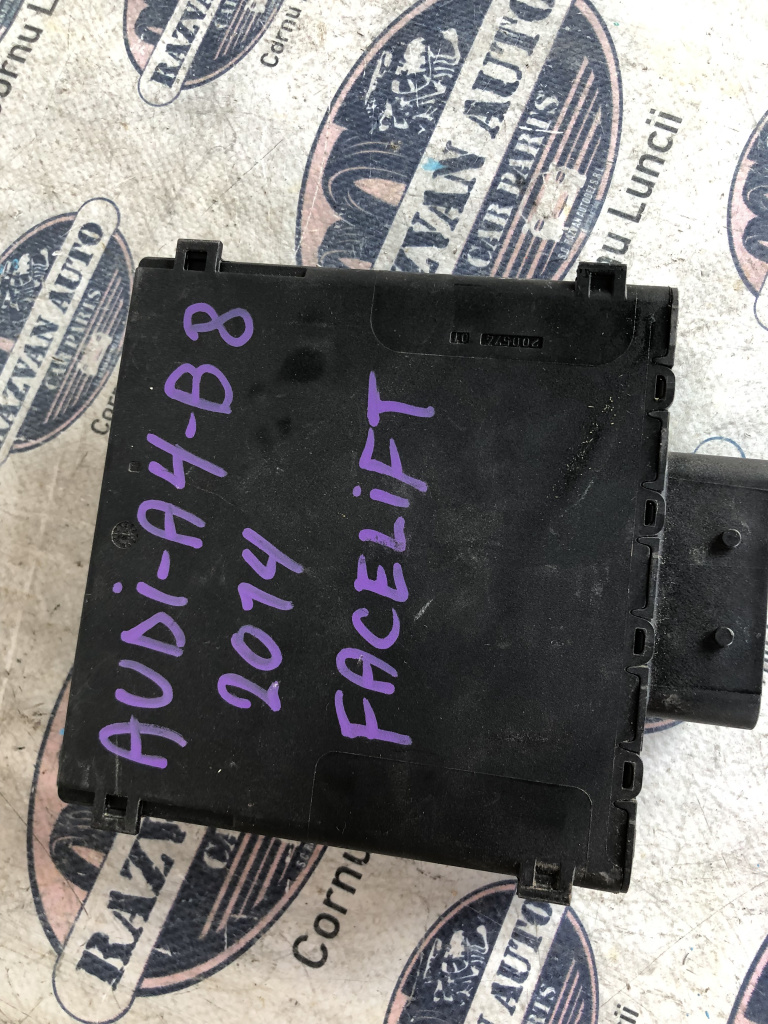 AUDi-A4-B8
2014
FACELiFT
RAZVAN AUTO
CAR PARTS
Cornu Luncii